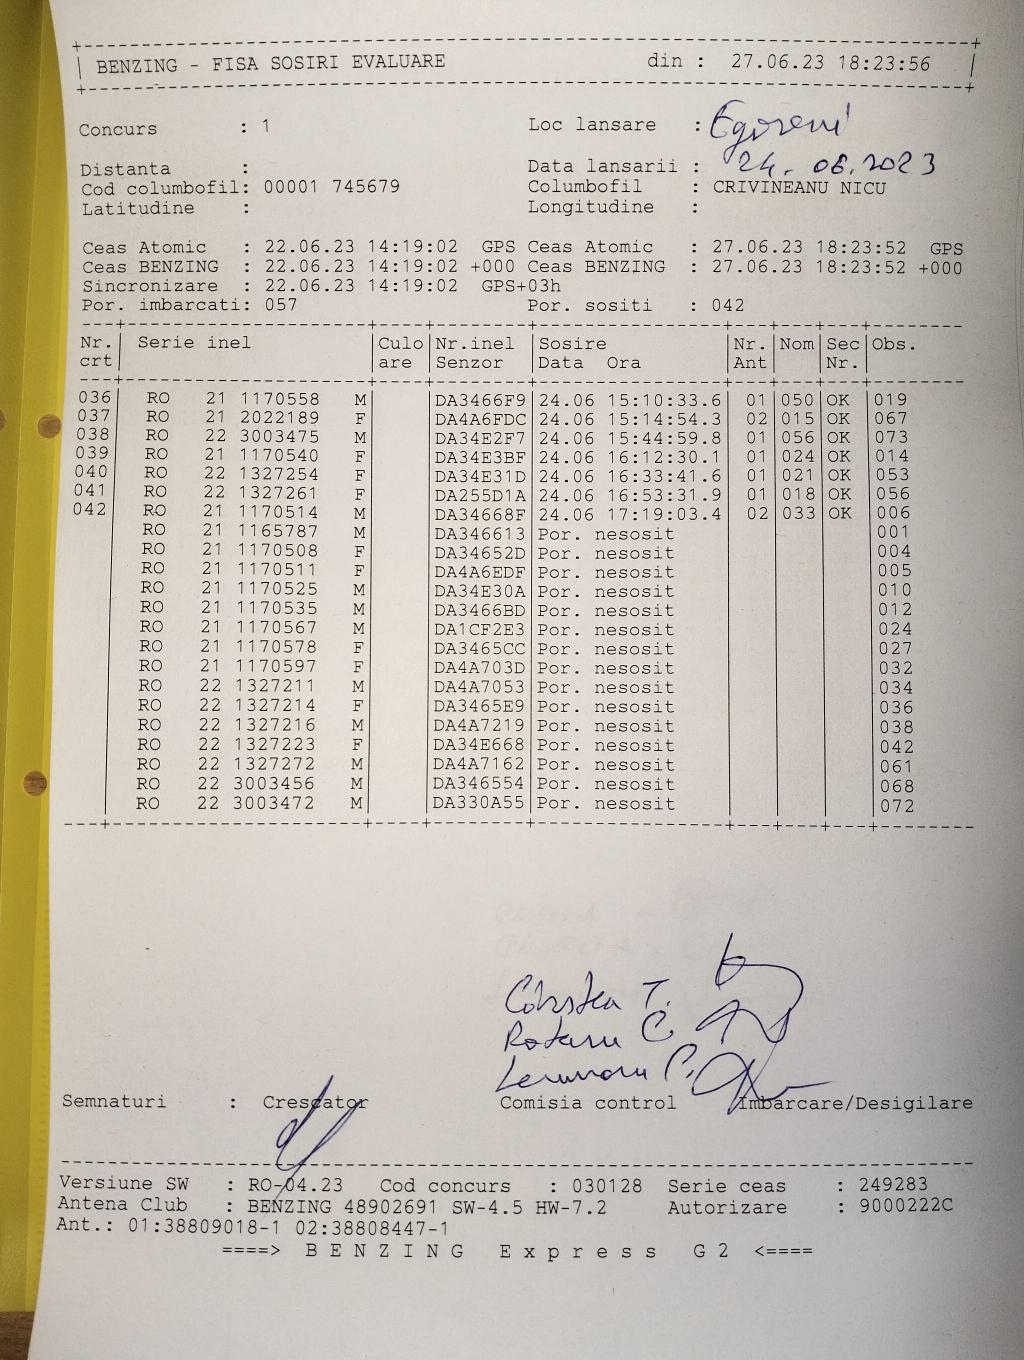 BENZING - FISA SOSIRI EVALUARE din : 27.06.23 18:23:56
Concurs : 1 Loc lansare :
Distanta : Data lansarii : 24.06.2023
Cod columbofil: 00001 745679 Columbofil : CRIVINEANU NICU
Latitudine : Longitudine :
Ceas Atomic : 22.06.23 14:19:02 GPS Ceas Atomic : 27.06.23 18:23:52 GPS
Ceas BENZING : 22.06.23 14:19:02 +000 Ceas BENZING : 27.06.23 18:23:52 +000
Sincronizare : 22.06.23 14:19:02 GPS+03h
Por. imbarcati: 057 Por. sositi : 042
Nr. Serie inel Culo Nr.inel Sosire Nr. Nom Sec Obs.
crt are Senzor Data Ora Ant Nr.
036 RO 21 1170558 M DA3466F9 24.06 15:10:33.6 01 050 OK 019
037 RO 21 2022189 F DA4A6FDC 24.06 15:14:54.3 02 015 OK 067
038 RO 22 3003475 M DA34E2F7 24.06 15:44:59.8 01 056 OK 073
039 RO 21 1170540 F DA34E3BF 24.06 16:12:30.1 01 024 OK 014
040 RO 22 1327254 F DA34E31D 24.06 16:33:41.6 01 021 OK 053
041 RO 22 1327261 F DA255D1A 24.06 16:53:31.9 01 018 OK 056
042 RO 21 1170514 M DA34668F 24.06 17:19:03.4 02 033 OK 006
RO 21 1165787 M DA346613 Por. nesosit 001
RO 21 1170508 F DA34652D Por. nesosit 004
RO 21 1170511 F DA4A6EDF Por. nesosit 005
RO 21 1170525 M DA34E30A Por. nesosit 010
RO 21 1170535 M DA3466BD Por. nesosit 012
RO 21 1170567 M DA1CF2E3 Por. nesosit 024
RO 21 1170578 F DA3465CC Por. nesosit 027
RO 21 1170597 F DA4A703D Por. nesosit 032
RO 22 1327211 M DA4A7053 Por. nesosit 034
RO 22 1327214 F DA3465E9 Por. nesosit 036
RO 22 1327216 M DA4A7219 Por. nesosit 038
RO 22 1327223 F DA34E668 Por. nesosit 042
RO 22 1327272 M DA4A7162 Por. nesosit 061
RO 22 3003456 M DA346554 Por. nesosit 068
RO 22 3003472 M DA330A55 Por. nesosit 072
T.
Rotaru C.
Semnaturi : Crescator Comisia control Imbarcare/Desigilare
Versiune SW : RO-04.23 Cod concurs : 030128 Serie ceas : 249283
Antena Club : BENZING 48902691 SW-4.5 HW-7.2 Autorizare : 9000222C
Ant.: 01:38809018-1 02:38808447-1
====> B E N Z I N G E x p r e s s G 2 <====